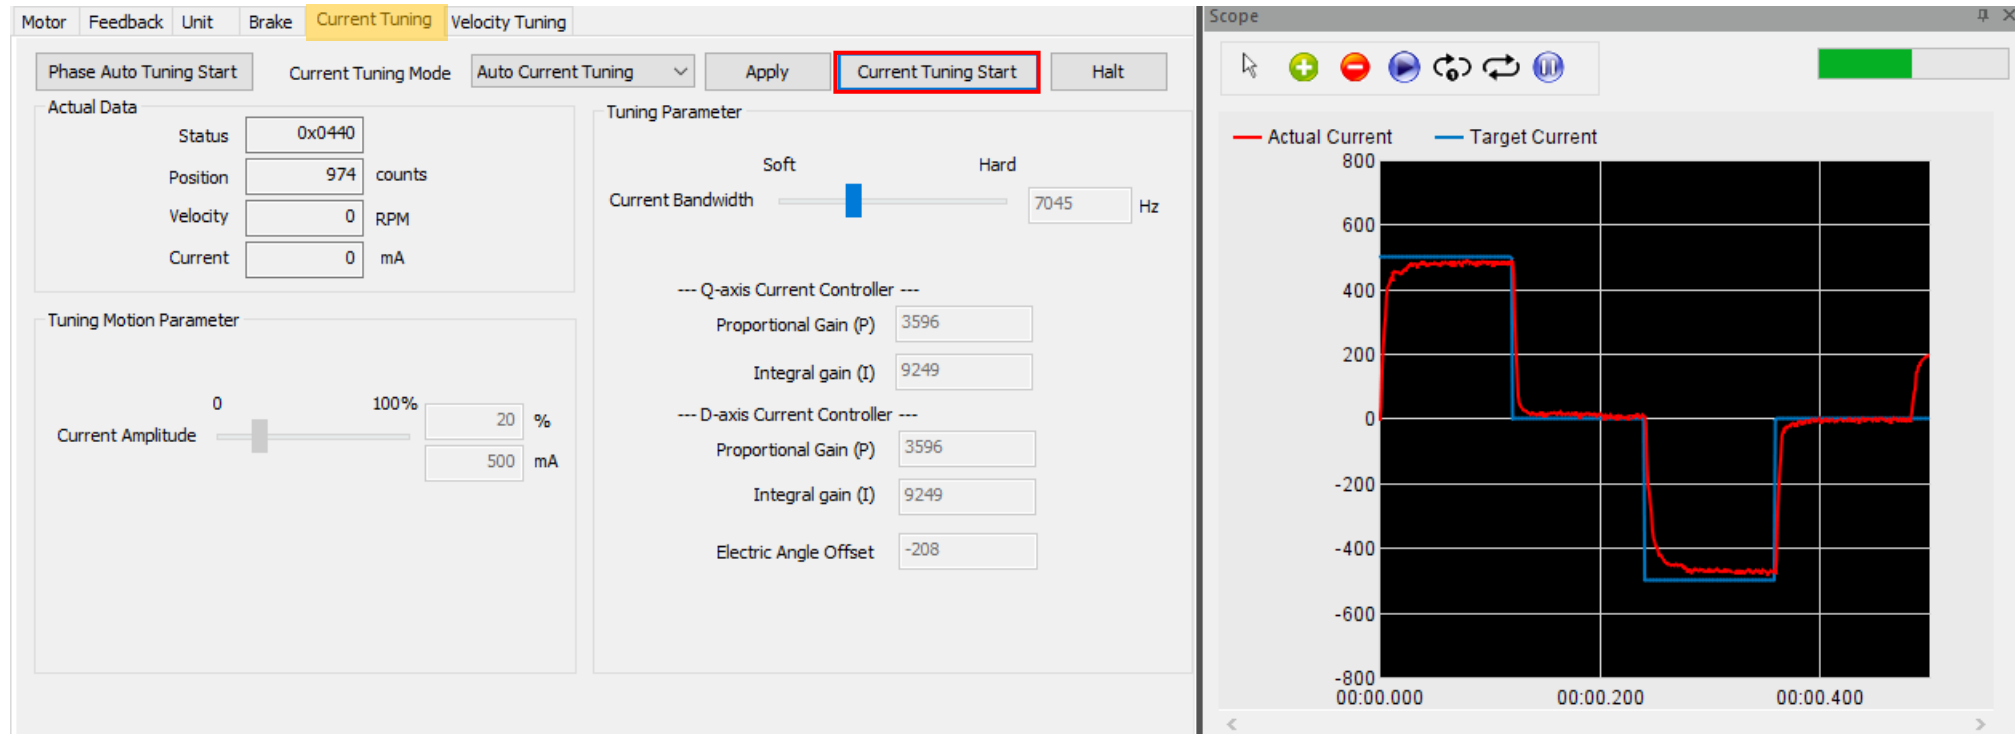 Motor Feedback Unit Brake Current Tuning Velocity Tuning
Phase Auto Tuning Start Current Tuning Mode Auto Current Tuning Apply Current Tuning Start Halt
Actual Data
Status 0x0440
Position 974 counts
Velocity 0 RPM
Current 0 mA
Tuning Motion Parameter
0 100%
Current Amplitude 20 %
500 mA
Tuning Parameter
Soft Hard
Current Bandwidth 7045 Hz
--- Q-axis Current Controller ---
Proportional Gain (P) 3596
Integral gain (I) 9249
--- D-axis Current Controller ---
Proportional Gain (P) 3596
Integral gain (I) 9249
Electric Angle Offset -208
Scope
Actual Current Target Current
800
600
400
200
0
-200
-400
-600
-800
00:00.000 00:00.200 00:00.400